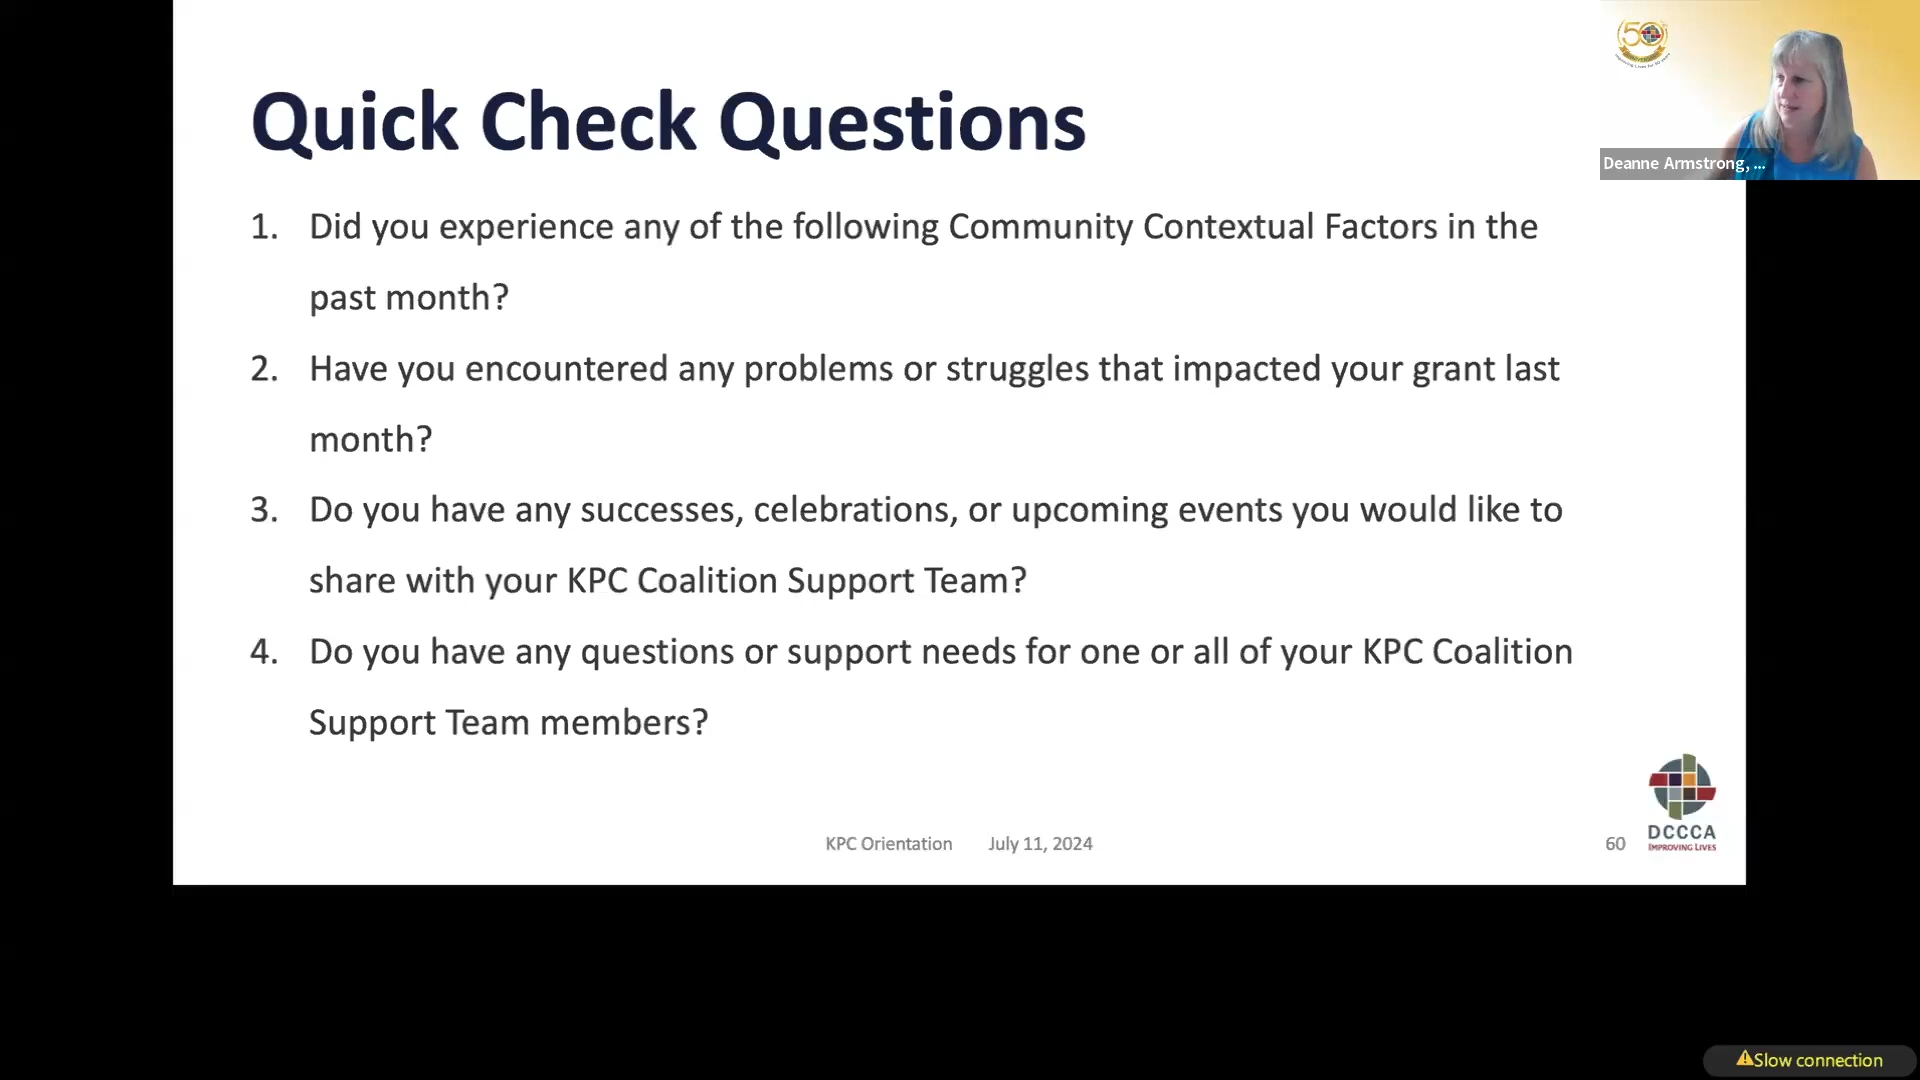 Quick Check Questions
1. Did you experience any of the following Community Contextual Factors in the
past month?
2. Have you encountered any problems or struggles that impacted your grant last
month?
3. Do you have any successes, celebrations, or upcoming events you would like to
share with your KPC Coalition Support Team?
4. Do you have any questions or support needs for one or all of your KPC Coalition
Support Team members?
KPC Orientation July 11, 2024
60
DCCCA
IMPROVING LIVES
50
Deanne Armstrong, ...
Slow connection